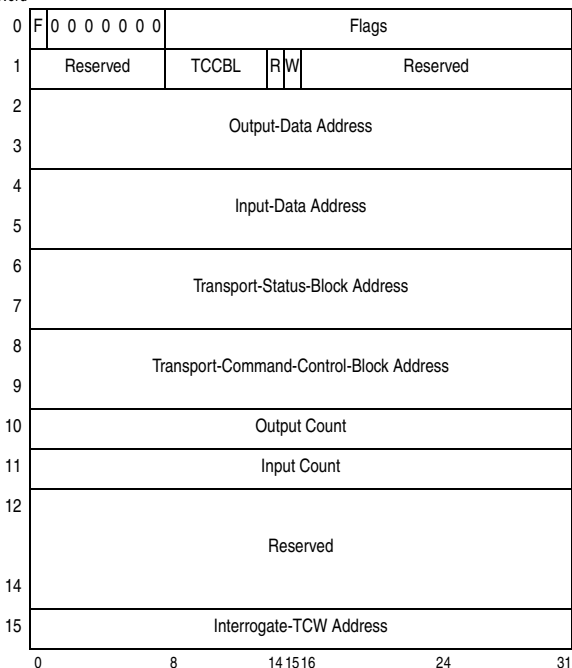 Word
0 F 0 0 0 0 0 0 0 Flags
1 Reserved TCCBL R W Reserved
2
Output-Data Address
3
4
Input-Data Address
5
6
Transport-Status-Block Address
7
8
Transport-Command-Control-Block Address
9
10 Output Count
11 Input Count
12
Reserved
14
15 Interrogate-TCW Address
0 8 14 15 16 24 31